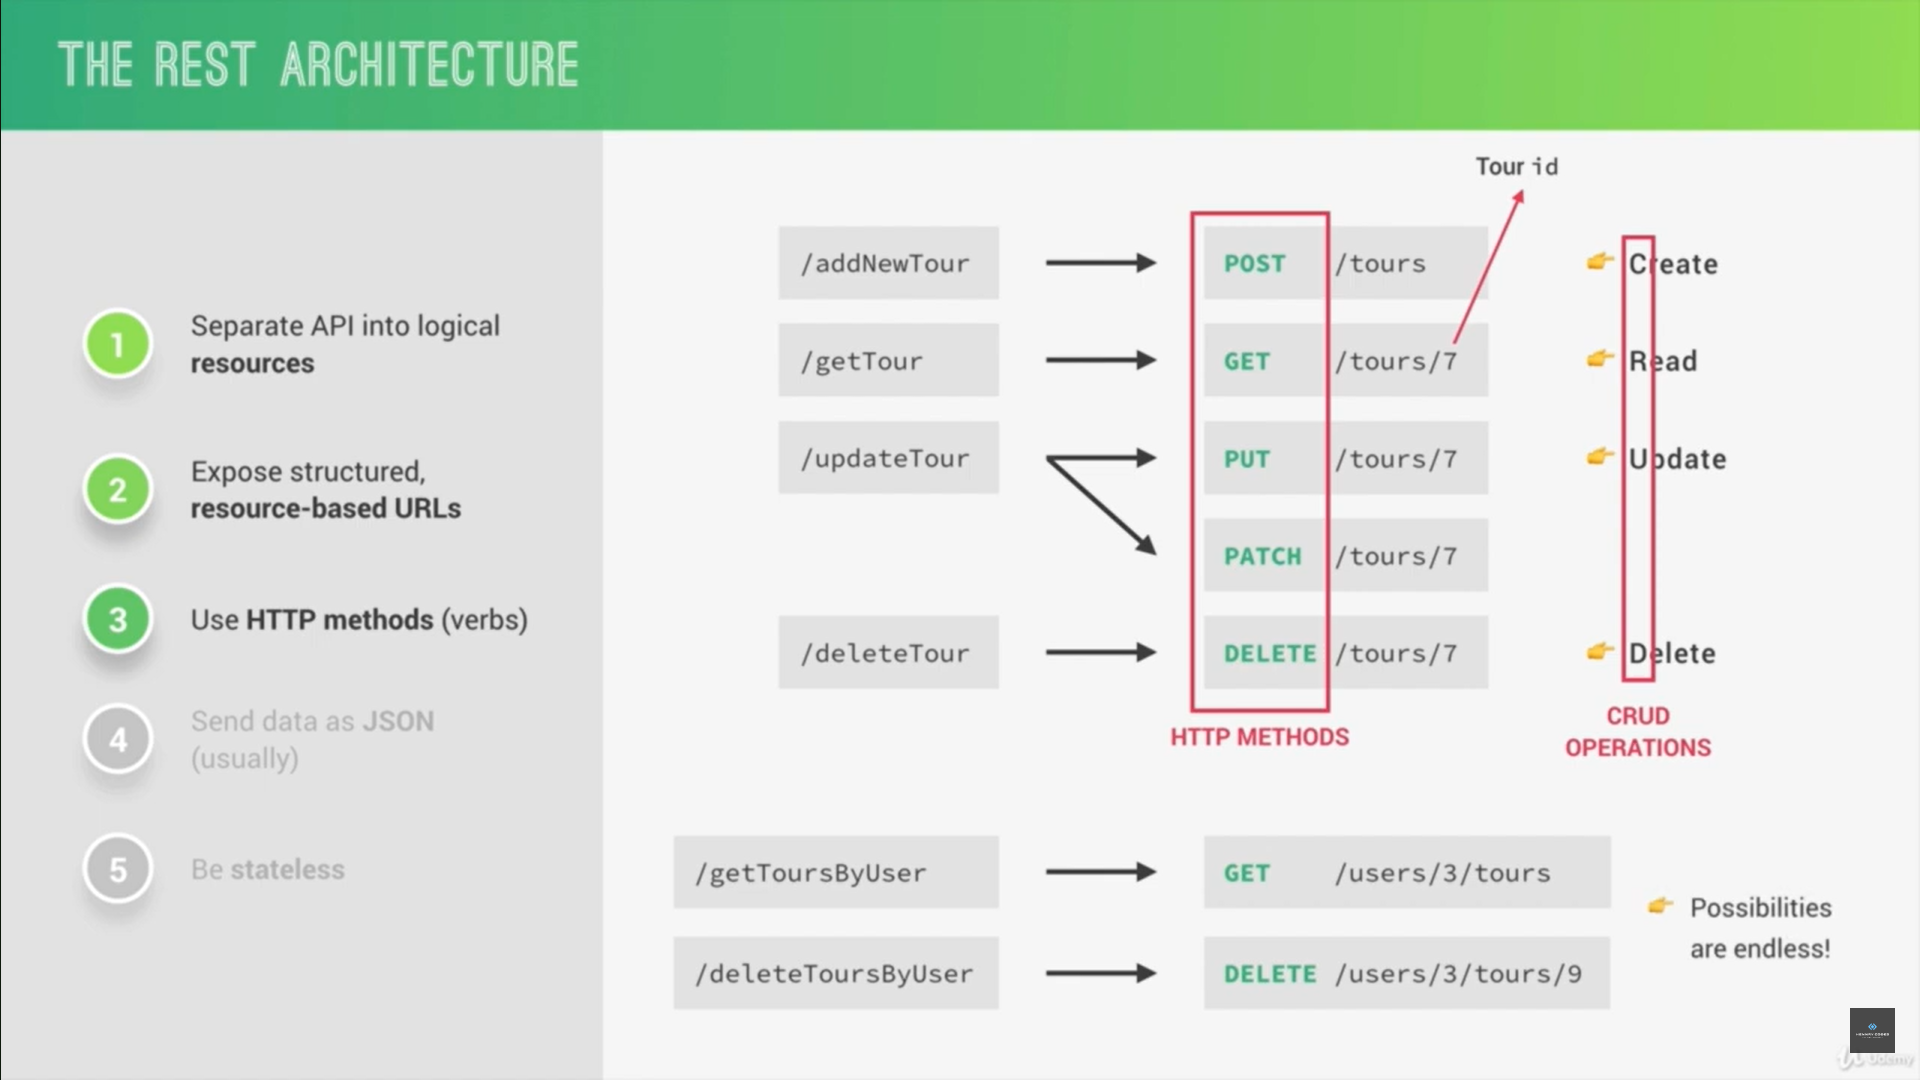 THE REST ARCHITECTURE
1
Separate API into logical
resources
2
Expose structured,
resource-based URLs
3
Use HTTP methods (verbs)
4
Send data as JSON
(usually)
5
Be stateless
Tour id
/addNewTour POST /tours Create
/getTour GET /tours/7 Read
/updateTour PUT /tours/7 Update
PATCH /tours/7
/deleteTour DELETE /tours/7 Delete
HTTP METHODS
CRUD
OPERATIONS
/getToursByUser GET /users/3/tours
/deleteToursByUser DELETE /users/3/tours/9
Possibilities
are endless!
Udemy